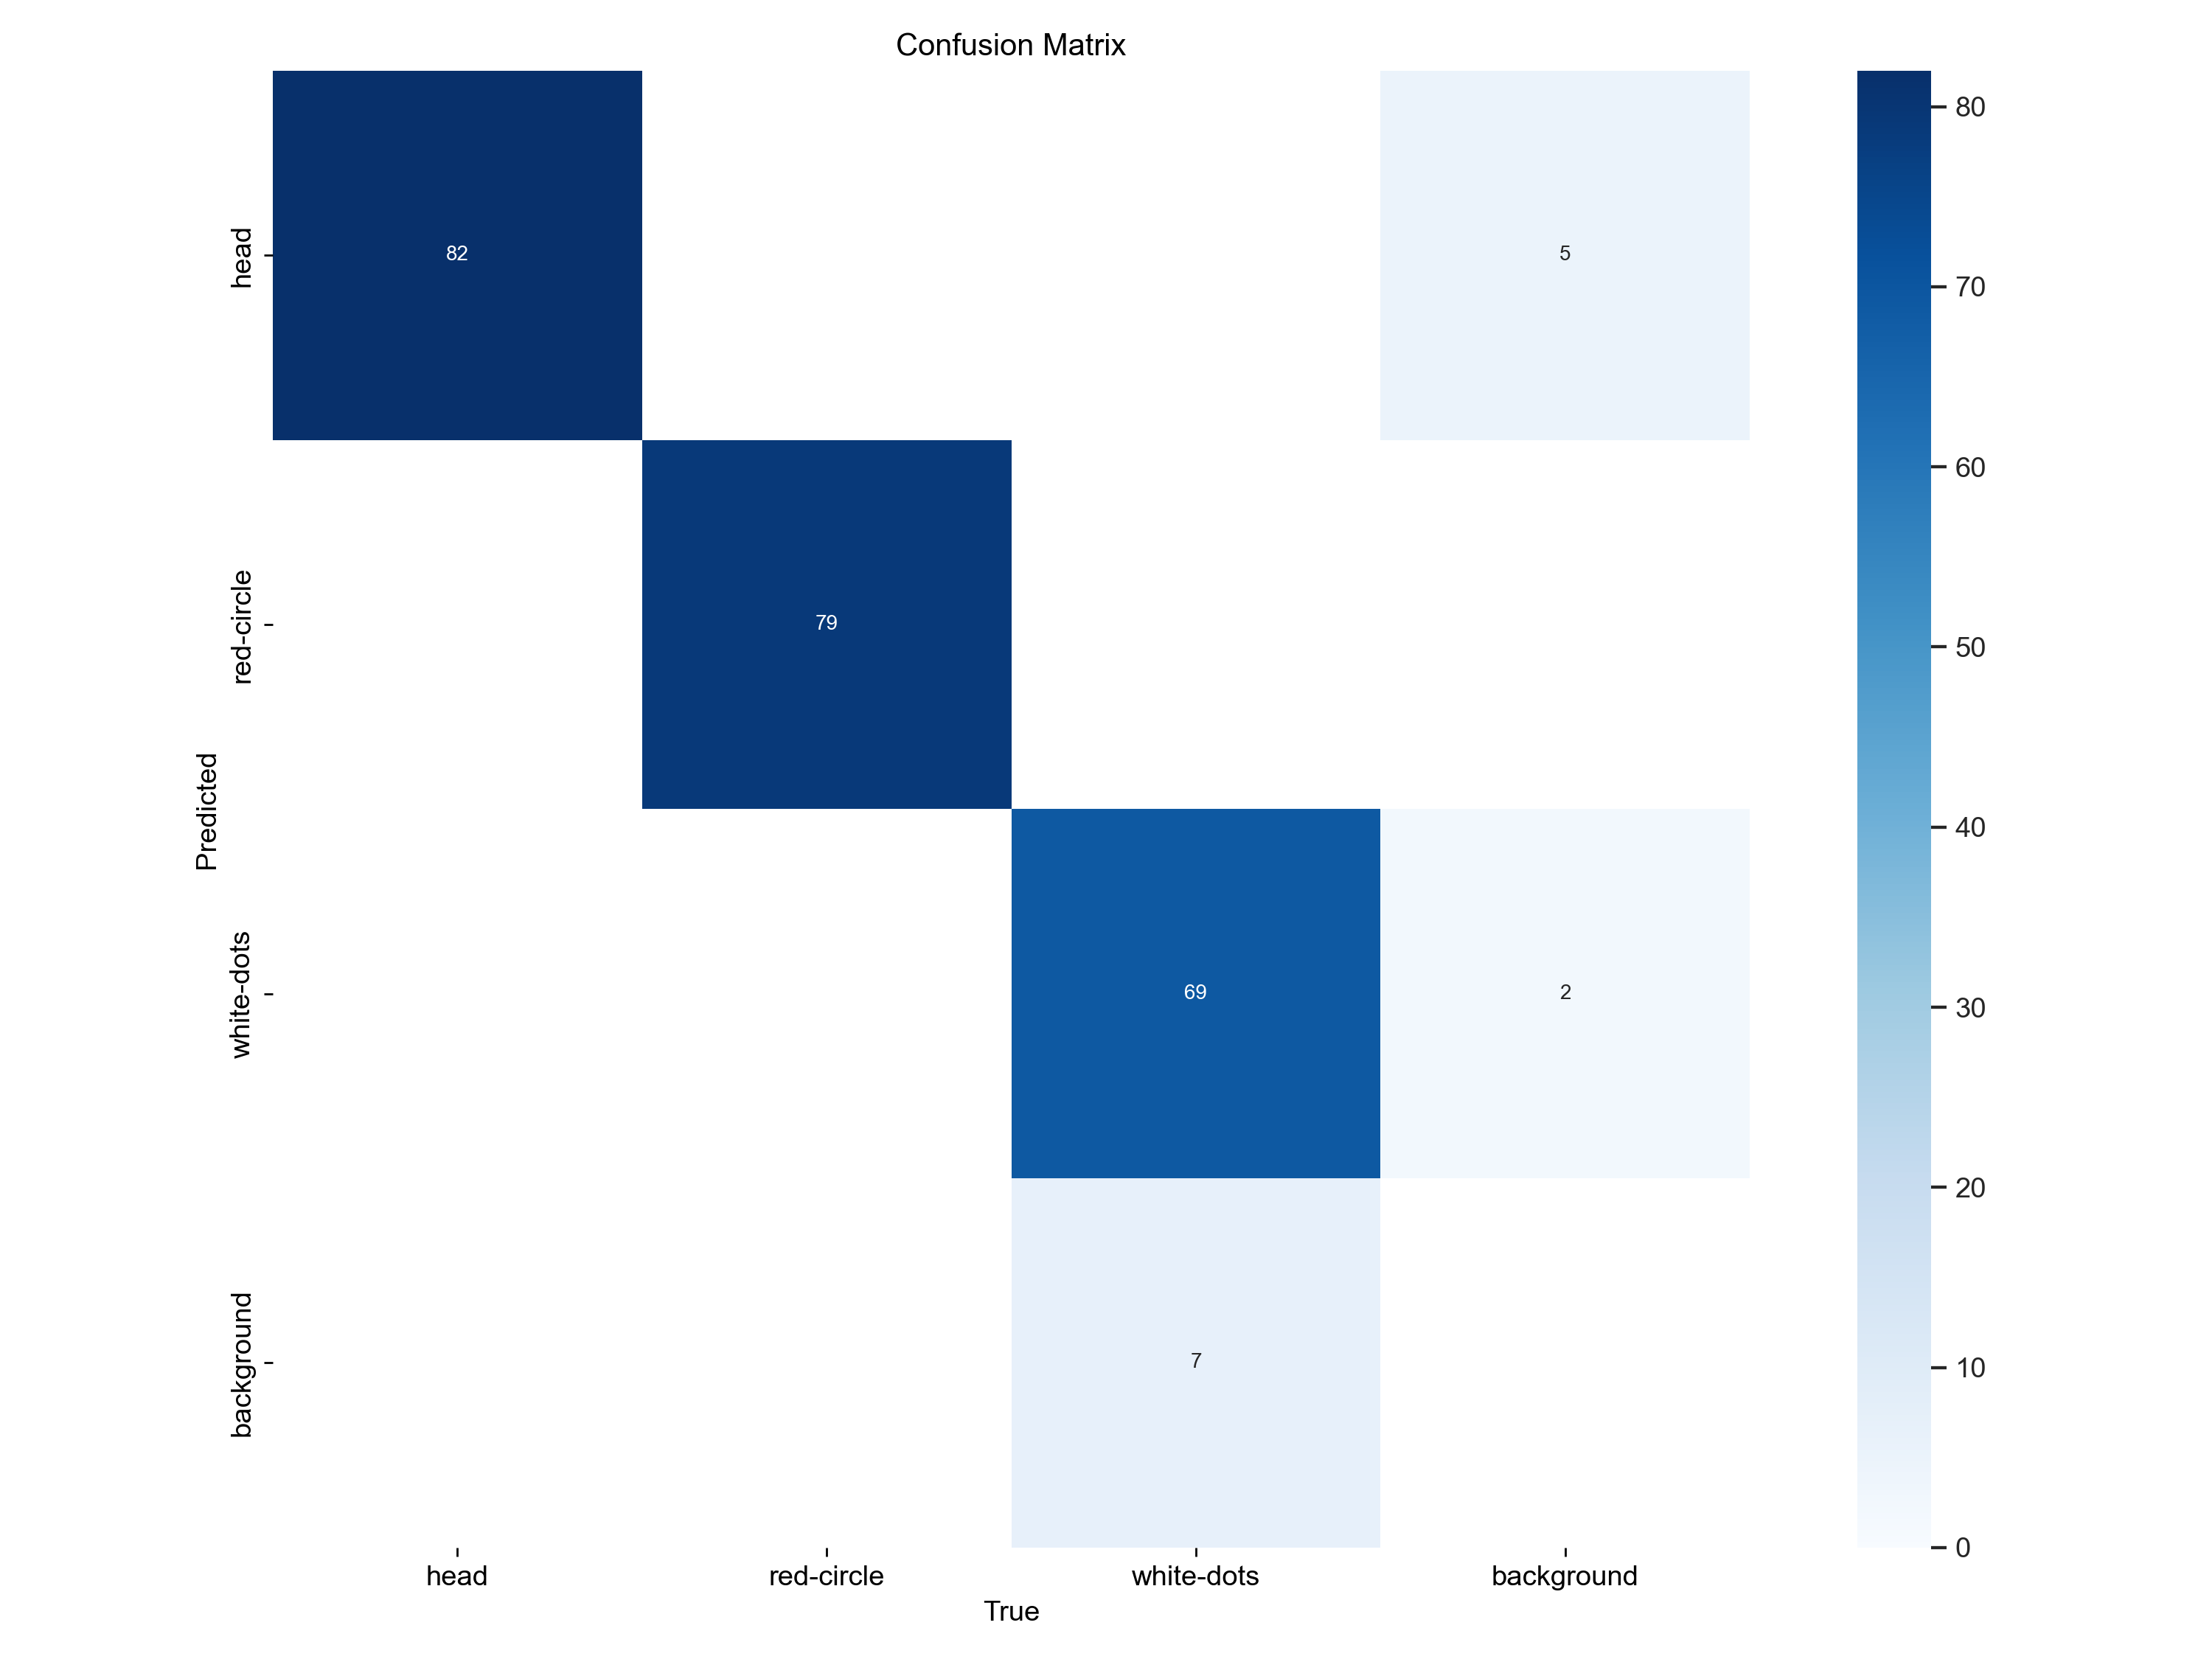 Confusion Matrix
head
82
5
80
70
60
red-circle
79
50
Predicted
40
white-dots
69
2
30
20
background
7
10
0
head
red-circle
white-dots
background
True